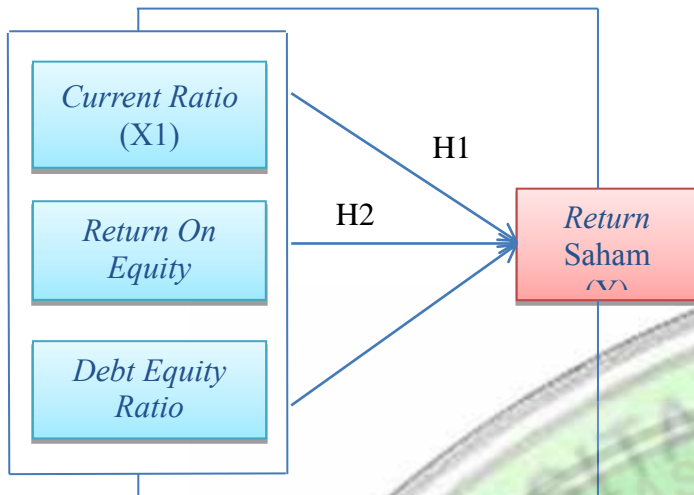 Current Ratio
(X1)
H1
Return On
Equity
H2
Return
Saham
Debt Equity
Ratio